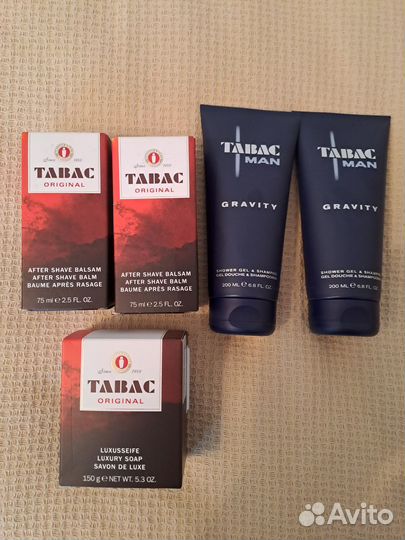 Since 1959
TABAC
ORIGINAL
AFTER SHAVE BALSAM
AFTER SHAVE BALM
BAUME APRÈS RASAGE
75 ml e 2.5 FL. OZ.
Since 1959
TABAC
ORIGINAL
AFTER SHAVE BALSAM
AFTER SHAVE BALM
BAUME APRÈS RASAGE
75 ml e 2.5 FL. OZ.
TABAC
MAN
GRAVITY
SHOWER GEL & SHAMPOO
GEL DOUCHE & SHAMPOOING
200 ML e 6.8 FL.OZ.
TABAC
MAN
GRAVITY
SHOWER GEL & SHAMPOO
GEL DOUCHE & SHAMPOOING
200 ML e 6.8 FL.OZ.
Since 1959
TABAC
ORIGINAL
LUXUSSEIFE
LUXURY SOAP
SAVON DE LUXE
150 g e NET WT. 5.3 OZ.
Avito